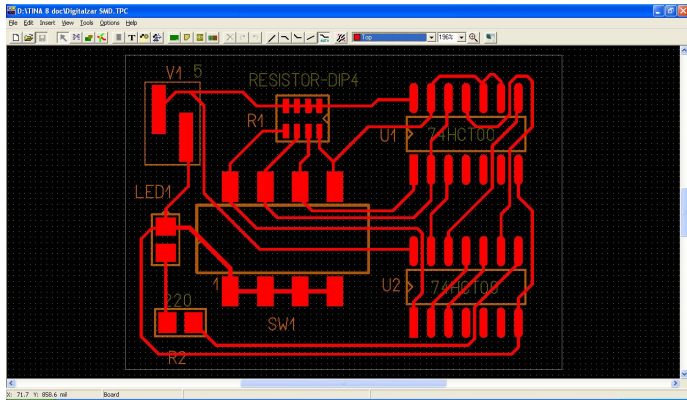 D:\TINA 8 doc\Digitalzar SMD.TPC
File Edit Insert View Tools Options Help
T
Top
196%
V1
5
RESISTOR-DIP4
R1
U1
74HCT00
LED1
1
U2
74HCT00
220
SW1
R2
X: 71.7 Y: 858.6 mil
Board